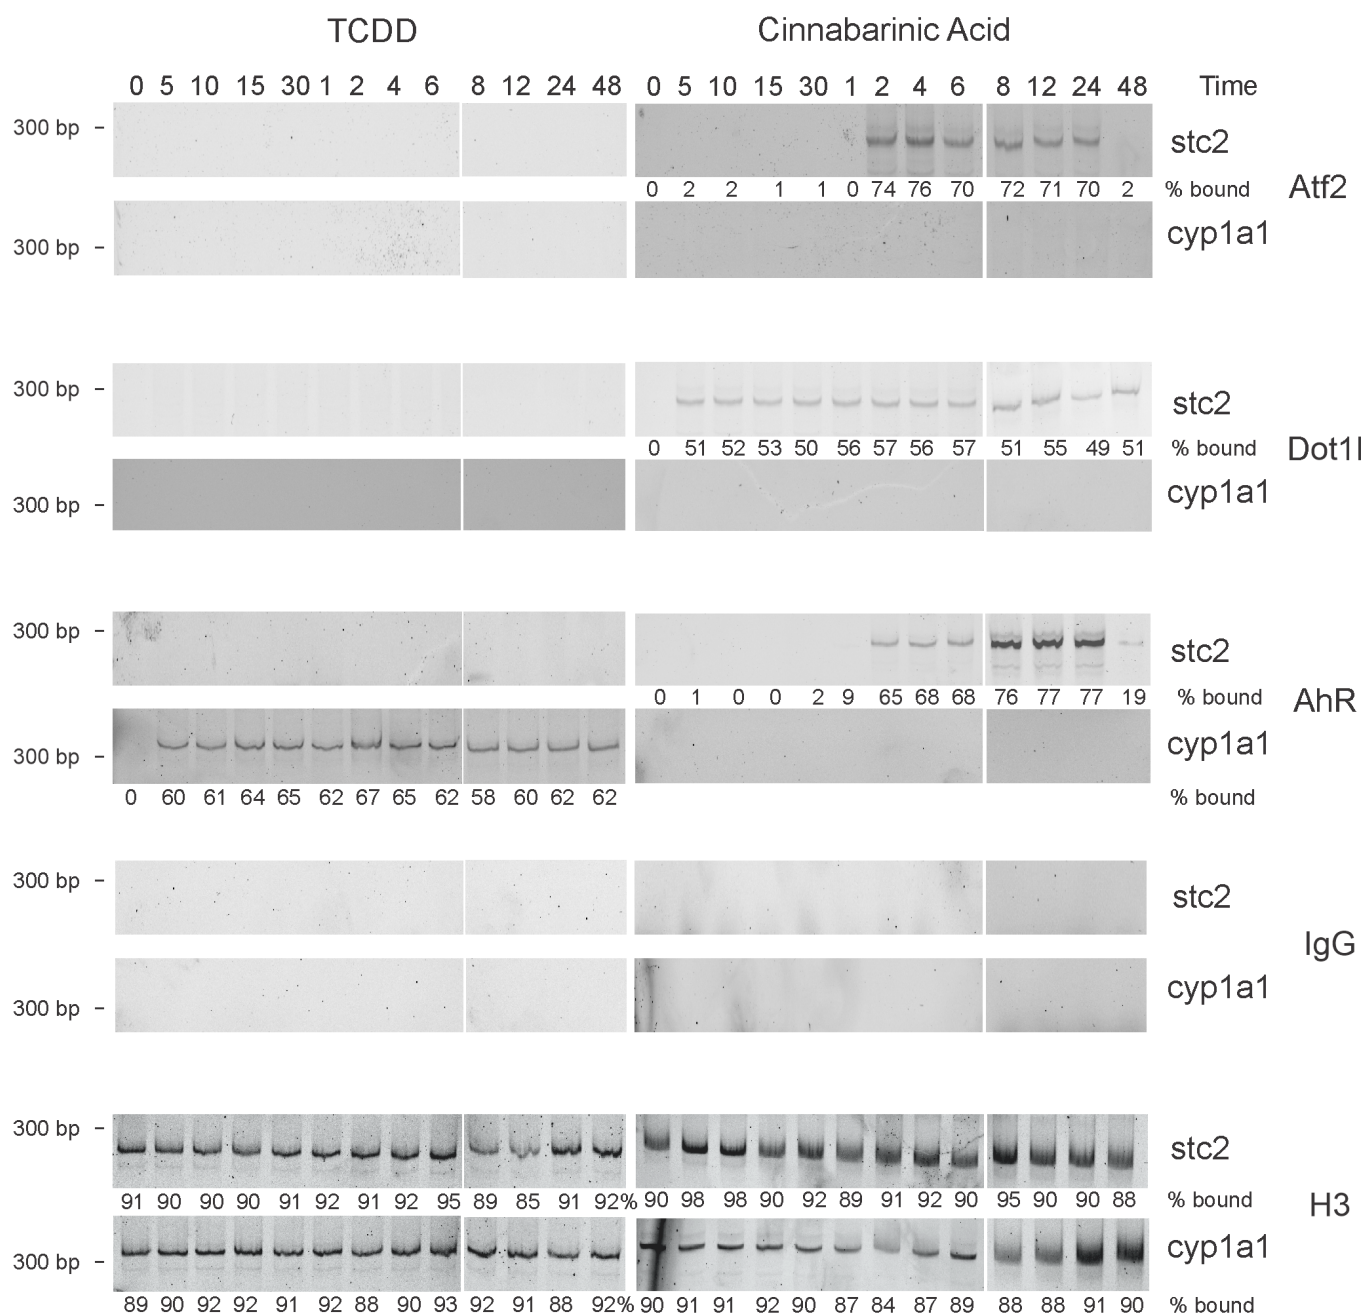 TCDD Cinnabarinic Acid
0 5 10 15 30 1 2 4 6 8 12 24 48 0 5 10 15 30 1 2 4 6 8 12 24 48 Time
300 bp stc2
0 2 2 1 1 0 74 76 70 72 71 70 2 % bound
Atf2
300 bp cyp1a1
300 bp stc2
0 51 52 53 50 56 57 56 57 51 55 49 51 % bound
Dot1l
300 bp cyp1a1
300 bp stc2
0 1 0 0 2 9 65 68 68 76 77 77 19 % bound
AhR
300 bp cyp1a1
0 60 61 64 65 62 67 65 62 58 60 62 62 % bound
300 bp stc2
IgG
300 bp cyp1a1
300 bp stc2
91 90 90 90 91 92 91 92 95 89 85 91 92% 90 98 98 90 92 89 91 92 90 95 90 90 88 % bound
H3
300 bp cyp1a1
89 90 92 92 91 92 88 90 93 92 91 88 92% 90 91 91 92 90 87 84 87 89 88 88 91 90 % bound